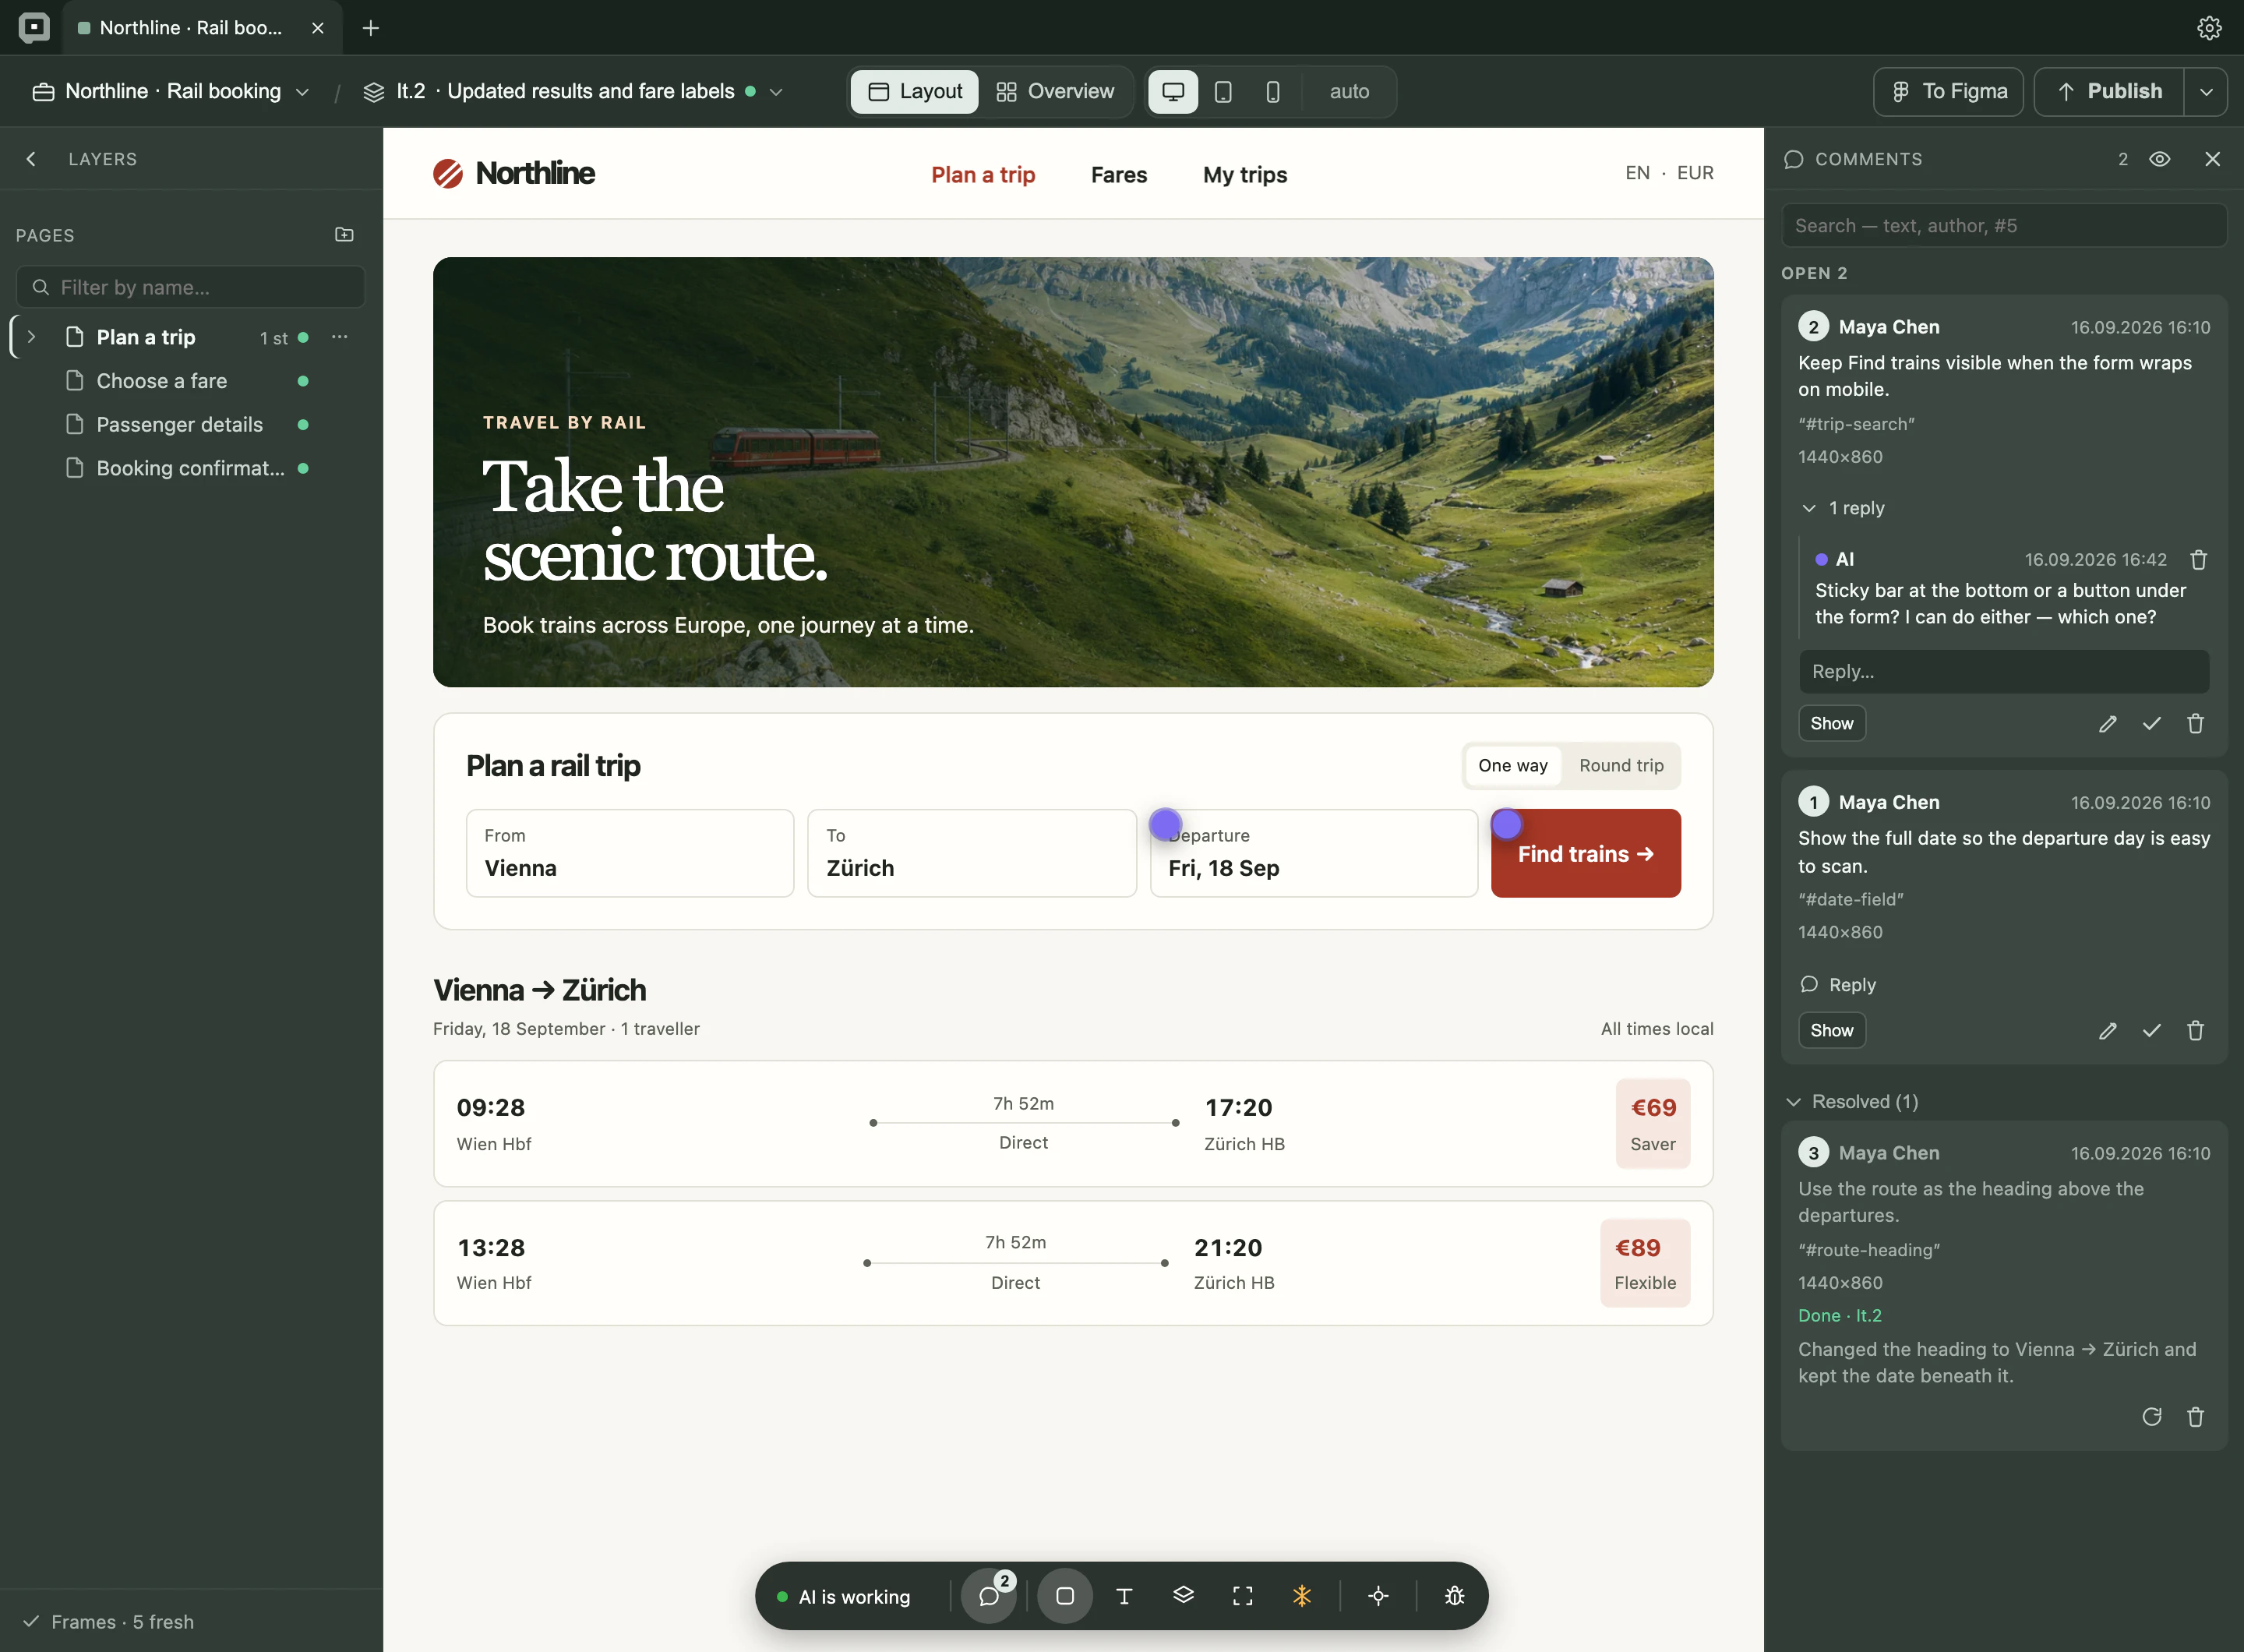 Northline · Rail boo...
Northline · Rail booking
/
It.2 · Updated results and fare labels
Layout
Overview
auto
To Figma
Publish
LAYERS
PAGES
Filter by name...
Plan a trip
1 st
Choose a fare
Passenger details
Booking confirmat...
Frames · 5 fresh
Northline
Plan a trip
Fares
My trips
EN · EUR
TRAVEL BY RAIL
Take the
scenic route.
Book trains across Europe, one journey at a time.
Plan a rail trip
One way
Round trip
From
Vienna
To
Zürich
Departure
Fri, 18 Sep
Find trains →
Vienna → Zürich
Friday, 18 September · 1 traveller
All times local
09:28
Wien Hbf
7h 52m
Direct
17:20
Zürich HB
€69
Saver
13:28
Wien Hbf
7h 52m
Direct
21:20
Zürich HB
€89
Flexible
AI is working
2
COMMENTS
2
Search — text, author, #5
OPEN 2
2
Maya Chen
16.09.2026 16:10
Keep Find trains visible when the form wraps
on mobile.
“#trip-search”
1440×860
1 reply
AI
16.09.2026 16:42
Sticky bar at the bottom or a button under
the form? I can do either — which one?
Reply...
Show
1
Maya Chen
16.09.2026 16:10
Show the full date so the departure day is easy
to scan.
“#date-field”
1440×860
Reply
Show
Resolved (1)
3
Maya Chen
16.09.2026 16:10
Use the route as the heading above the
departures.
“#route-heading”
1440×860
Done · It.2
Changed the heading to Vienna → Zürich and
kept the date beneath it.